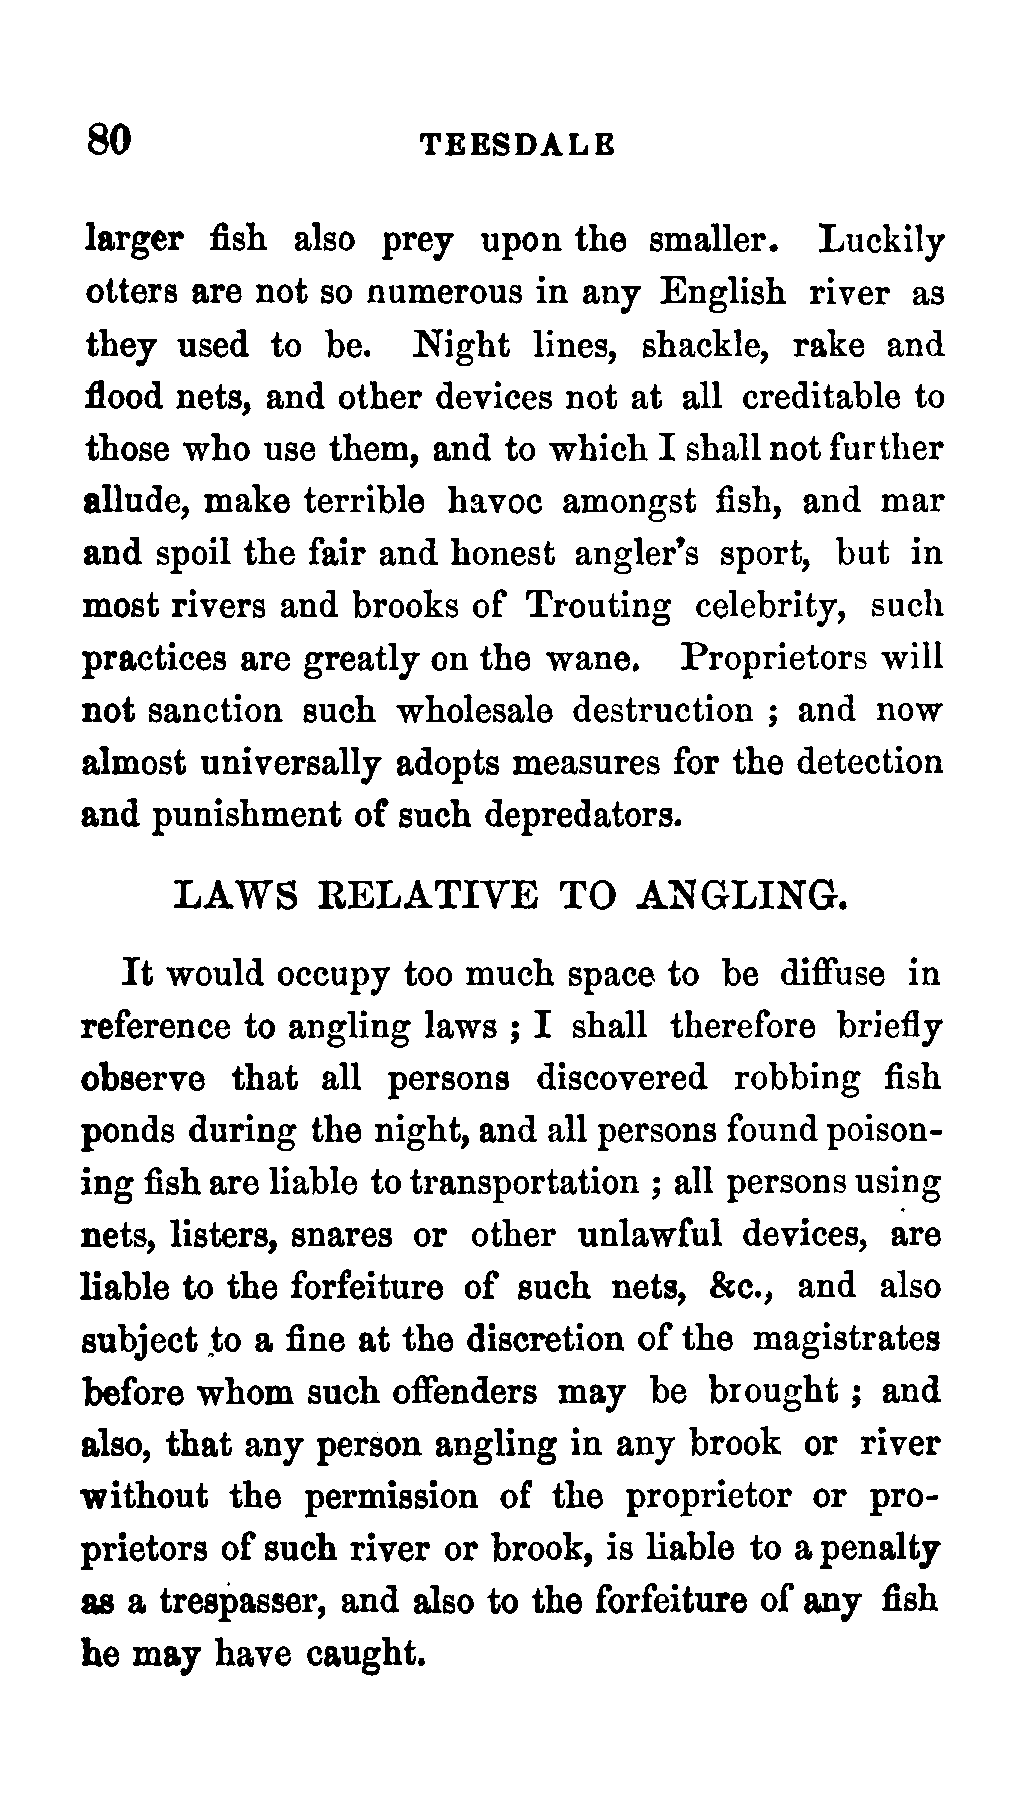 80 TEESDALE
larger fish also prey upon the smaller. Luckily
otters are not so numerous in any English river as
they used to be. Night lines, shackle, rake and
flood nets, and other devices not at all creditable to
those who use them, and to which I shall not further
allude, make terrible havoc amongst fish, and mar
and spoil the fair and honest angler's sport, but in
most rivers and brooks of Trouting celebrity, such
practices are greatly on the wane. Proprietors will
not sanction such wholesale destruction ; and now
almost universally adopts measures for the detection
and punishment of such depredators.
LAWS RELATIVE TO ANGLING.
It would occupy too much space to be diffuse in
reference to angling laws ; I shall therefore briefly
observe that all persons discovered robbing fish
ponds during the night, and all persons found poison-
ing fish are liable to transportation ; all persons using
nets, listers, snares or other unlawful devices, are
liable to the forfeiture of such nets, &c., and also
subject to a fine at the discretion of the magistrates
before whom such offenders may be brought ; and
also, that any person angling in any brook or river
without the permission of the proprietor or pro-
prietors of such river or brook, is liable to a penalty
as a trespasser, and also to the forfeiture of any fish
he may have caught.